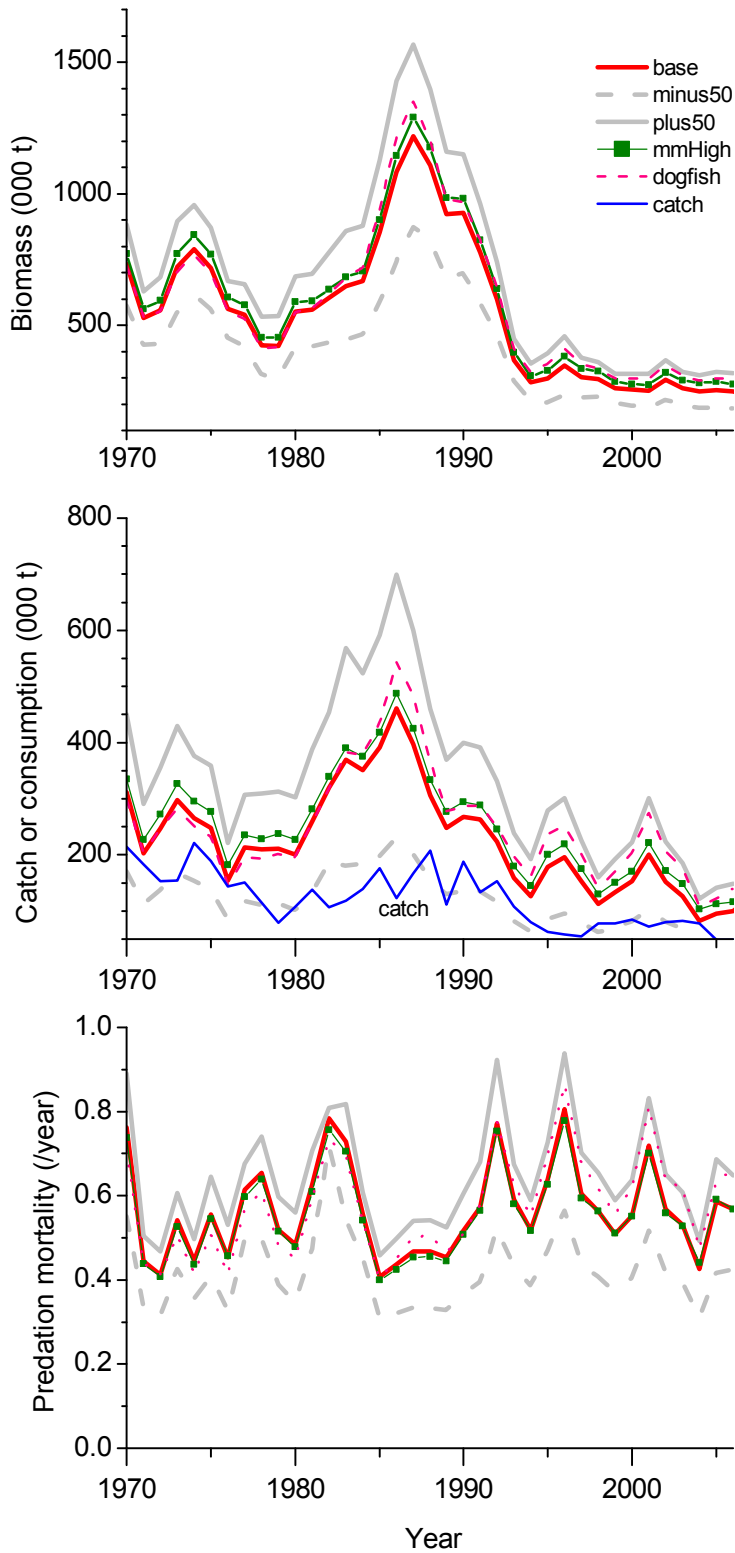 1500
1000
500
Biomass (000 t)
base
minus50
plus50
mmHigh
dogfish
catch
1970
1980
1990
2000
800
600
400
200
Catch or consumption (000 t)
catch
1970
1980
1990
2000
1.0
0.8
0.6
0.4
0.2
0.0
Predation mortality (/year)
1970
1980
1990
2000
Year